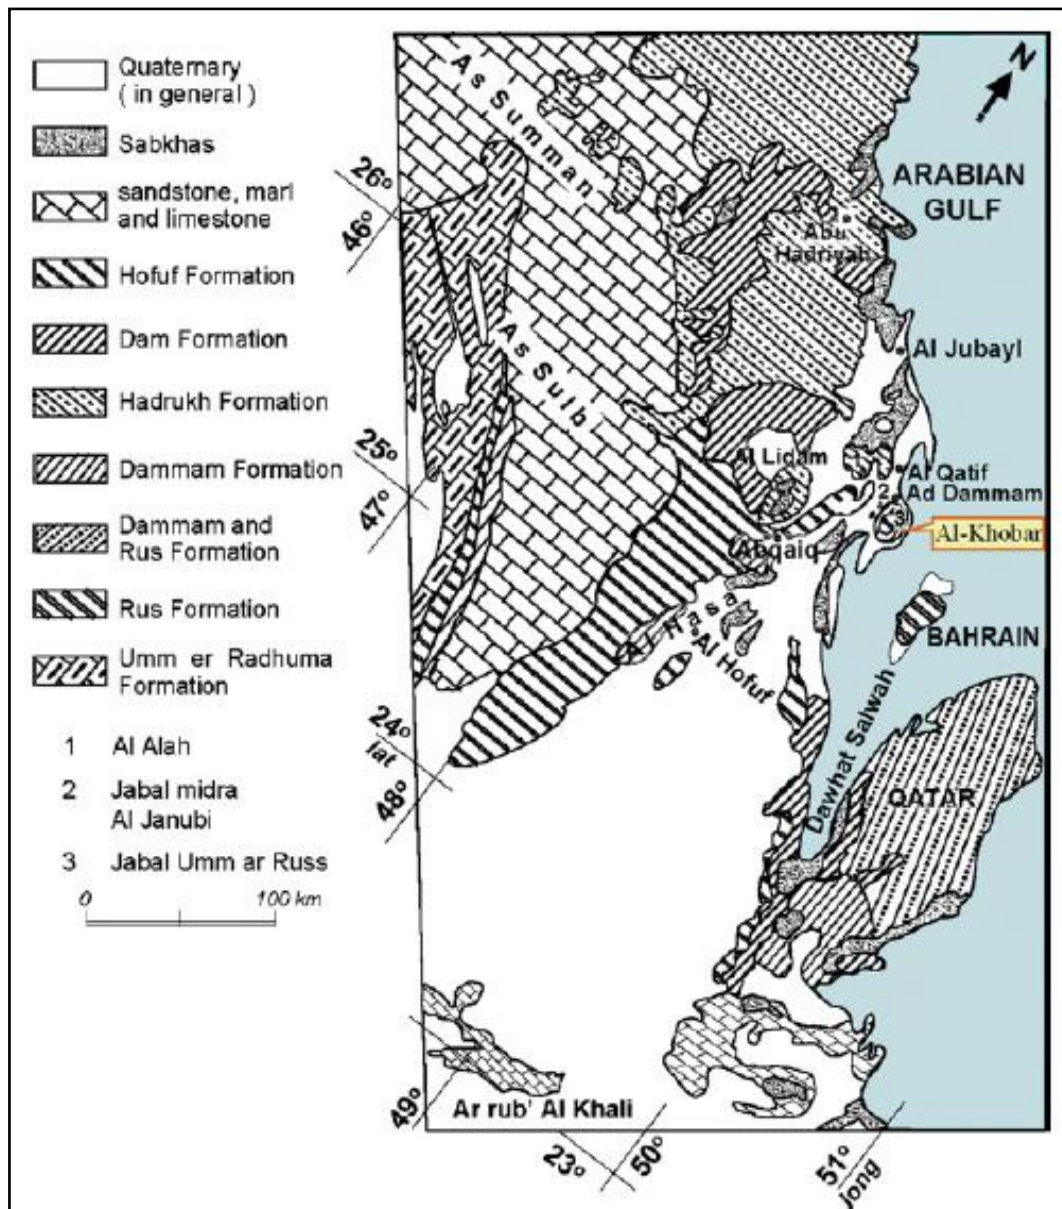 Quaternary
( in general )
Sabkhas
sandstone, marl
and limestone
Hofuf Formation
Dam Formation
Hadrukh Formation
Dammam Formation
Dammam and
Rus Formation
Rus Formation
Umm er Radhuma
Formation
1 Al Alah
2 Jabal midra
Al Janubi
3 Jabal Umm ar Russ
0 100 km
N
As Summan
26°
46°
ARABIAN
GULF
Abu
Hadriyah
As Sulb
Al Jubayl
25°
47°
Al Lidam
1
Al Qatif
2
Ad Dammam
3
Al-Khobar
Abqaiq
Al Hasa
Al Hofuf
BAHRAIN
24°
lat
48°
Dawhat Salwah
QATAR
49°
Ar rub' Al Khali
23°
50°
51°
jong